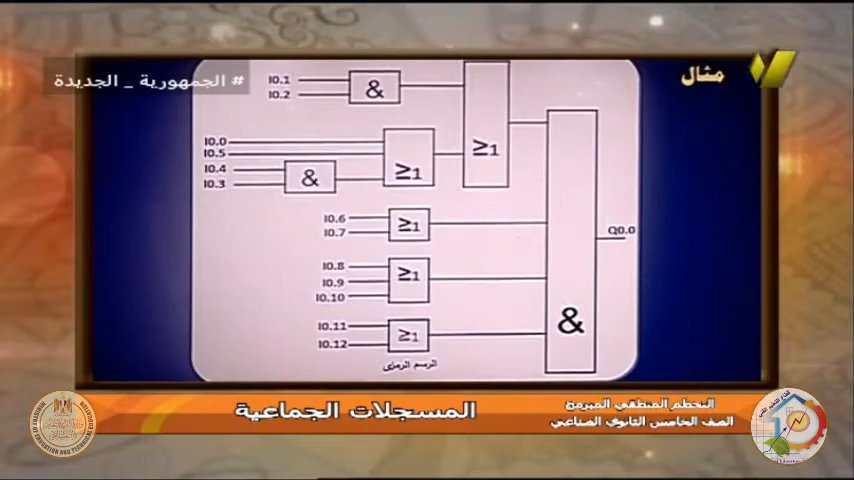 # الجمهورية _ الجديدة
مثال
I0.1
I0.2
&
≥1
I0.0
I0.5
I0.4
I0.3
&
≥1
I0.6
I0.7
≥1
Q0.0
I0.8
I0.9
I0.10
≥1
I0.11
I0.12
≥1
&
الرسم الرمزى
المسجلات الجماعية
التحكم المنطقي المبرمج
الصف الخامس الثانوي الصناعي